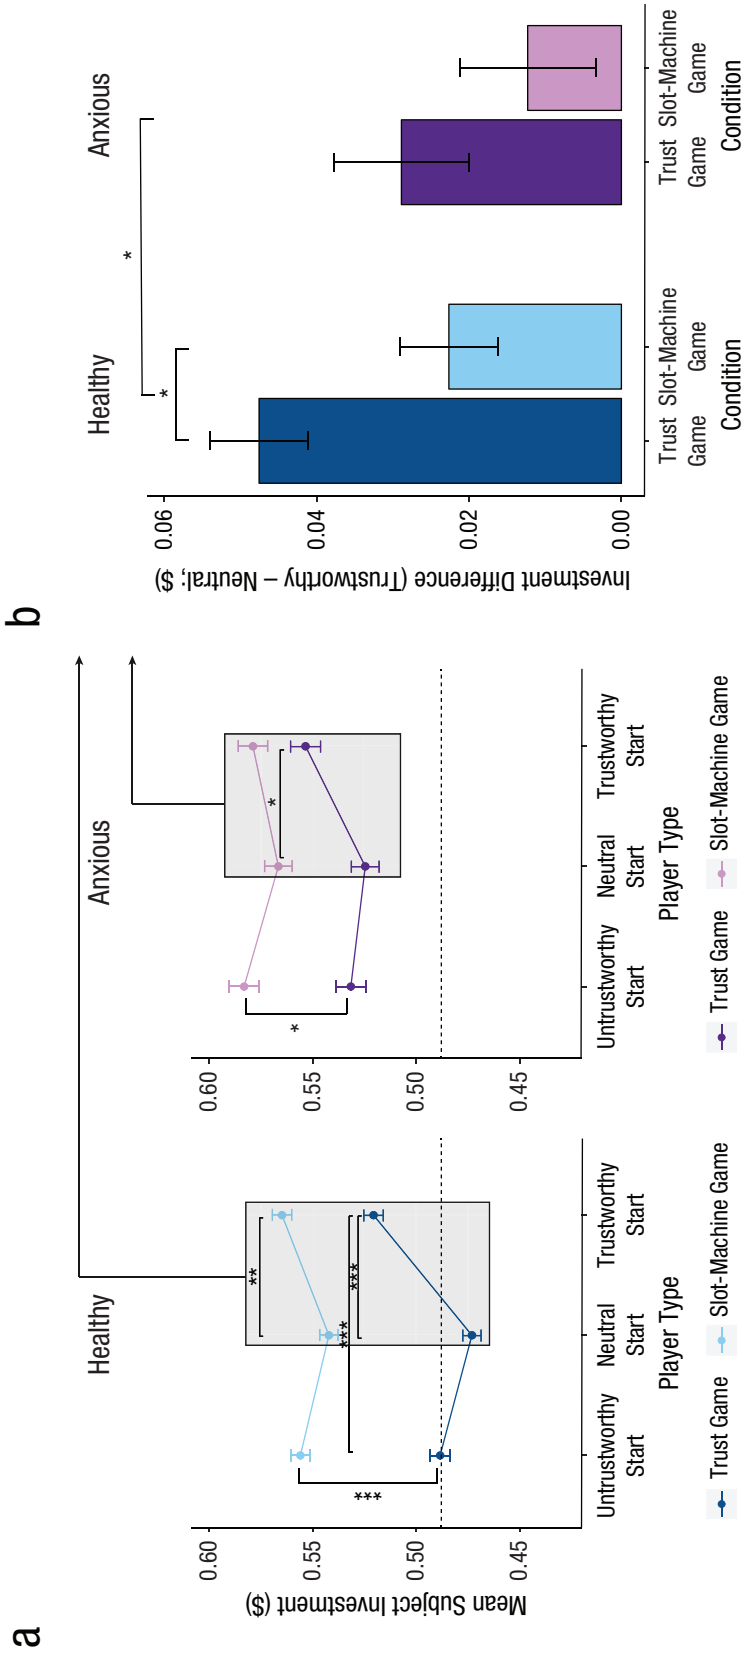 a
Healthy
Anxious
Mean Subject Investment ($)
0.60
0.55
0.50
0.45
**
***
***
***
Untrustworthy Start
Neutral Start
Trustworthy Start
Player Type
Trust Game
Slot-Machine Game
0.60
0.55
0.50
0.45
*
*
Untrustworthy Start
Neutral Start
Trustworthy Start
Player Type
Trust Game
Slot-Machine Game
b
Healthy
Anxious
Investment Difference (Trustworthy – Neutral; $)
0.06
0.04
0.02
0.00
*
*
Trust Game
Slot-Machine Game
Condition
Trust Game
Slot-Machine Game
Condition